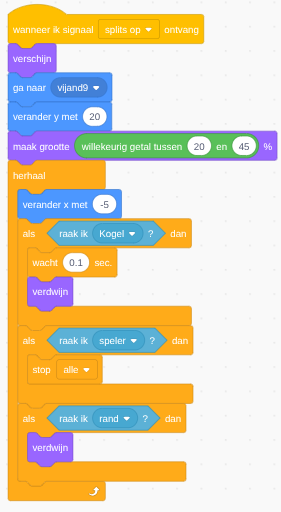 wanneer ik signaal splits op ontvang
verschijn
ga naar vijand9
verander y met 20
maak grootte willekeurig getal tussen 20 en 45 %
herhaal
verander x met -5
als raak ik Kogel ? dan
wacht 0.1 sec.
verdwijn
als raak ik speler ? dan
stop alle
als raak ik rand ? dan
verdwijn